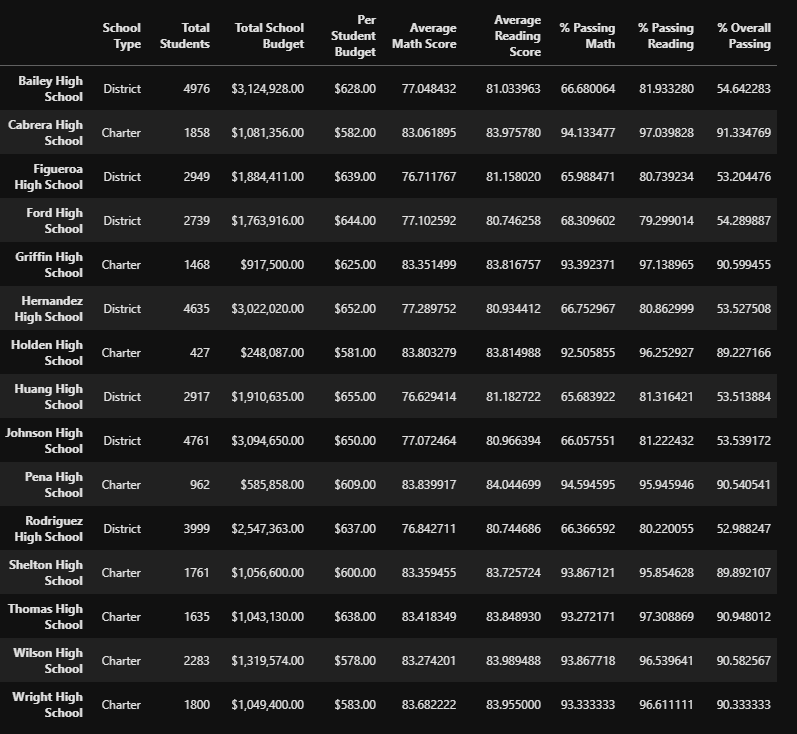 School Type Total Students Total School Budget Per Student Budget Average Math Score Average Reading Score % Passing Math % Passing Reading % Overall Passing
Bailey High School District 4976 $3,124,928.00 $628.00 77.048432 81.033963 66.680064 81.933280 54.642283
Cabrera High School Charter 1858 $1,081,356.00 $582.00 83.061895 83.975780 94.133477 97.039828 91.334769
Figueroa High School District 2949 $1,884,411.00 $639.00 76.711767 81.158020 65.988471 80.739234 53.204476
Ford High School District 2739 $1,763,916.00 $644.00 77.102592 80.746258 68.309602 79.299014 54.289887
Griffin High School Charter 1468 $917,500.00 $625.00 83.351499 83.816757 93.392371 97.138965 90.599455
Hernandez High School District 4635 $3,022,020.00 $652.00 77.289752 80.934412 66.752967 80.862999 53.527508
Holden High School Charter 427 $248,087.00 $581.00 83.803279 83.814988 92.505855 96.252927 89.227166
Huang High School District 2917 $1,910,635.00 $655.00 76.629414 81.182722 65.683922 81.316421 53.513884
Johnson High School District 4761 $3,094,650.00 $650.00 77.072464 80.966394 66.057551 81.222432 53.539172
Pena High School Charter 962 $585,858.00 $609.00 83.839917 84.044699 94.594595 95.945946 90.540541
Rodriguez High School District 3999 $2,547,363.00 $637.00 76.842711 80.744686 66.366592 80.220055 52.988247
Shelton High School Charter 1761 $1,056,600.00 $600.00 83.359455 83.725724 93.867121 95.854628 89.892107
Thomas High School Charter 1635 $1,043,130.00 $638.00 83.418349 83.848930 93.272171 97.308869 90.948012
Wilson High School Charter 2283 $1,319,574.00 $578.00 83.274201 83.989488 93.867718 96.539641 90.582567
Wright High School Charter 1800 $1,049,400.00 $583.00 83.682222 83.955000 93.333333 96.611111 90.333333